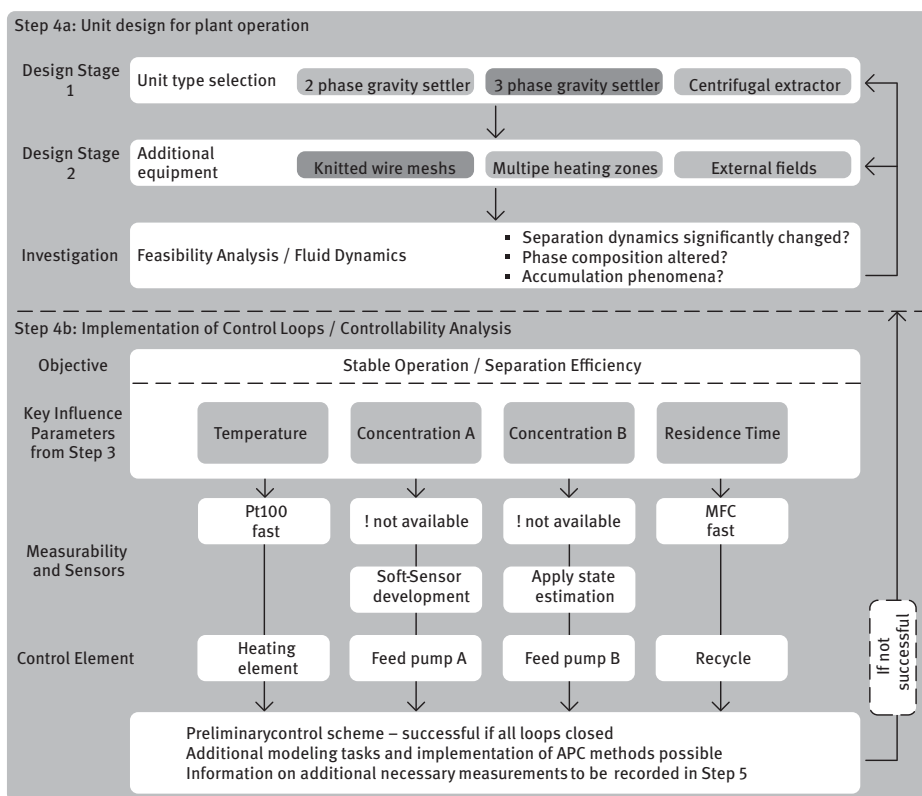 Step 4a: Unit design for plant operation
Design Stage
1
Unit type selection
2 phase gravity settler
3 phase gravity settler
Centrifugal extractor
Design Stage
2
Additional
equipment
Knitted wire meshs
Multipe heating zones
External fields
Investigation
Feasibility Analysis / Fluid Dynamics
▪ Separation dynamics significantly changed?
▪ Phase composition altered?
▪ Accumulation phenomena?
Step 4b: Implementation of Control Loops / Controllability Analysis
Objective
Stable Operation / Separation Efficiency
Key Influence
Parameters
from Step 3
Temperature
Concentration A
Concentration B
Residence Time
Measurability
and Sensors
Pt100
fast
! not available
! not available
MFC
fast
Soft-Sensor
development
Apply state
estimation
Control Element
Heating
element
Feed pump A
Feed pump B
Recycle
If not
successful
Preliminarycontrol scheme – successful if all loops closed
Additional modeling tasks and implementation of APC methods possible
Information on additional necessary measurements to be recorded in Step 5